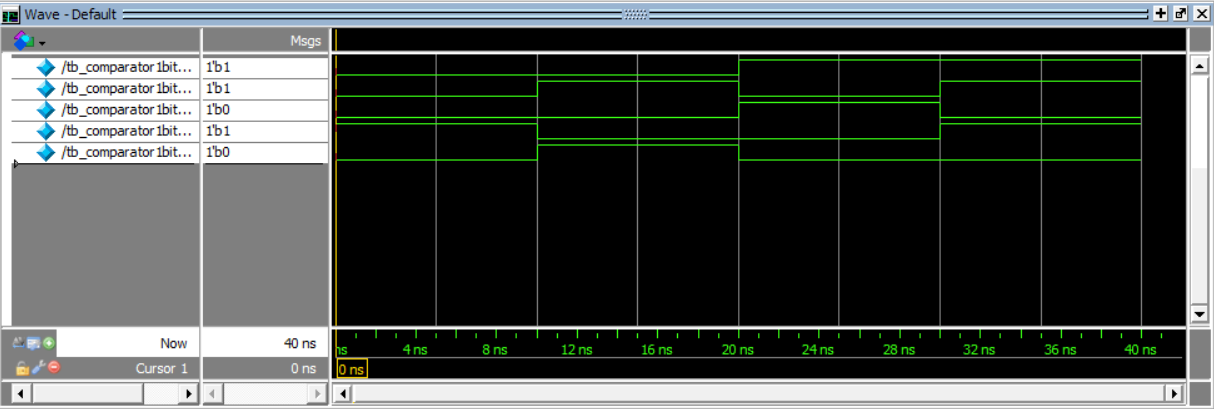 Wave - Default
Msgs
/tb_comparator1bit... 1'b1
/tb_comparator1bit... 1'b1
/tb_comparator1bit... 1'b0
/tb_comparator1bit... 1'b1
/tb_comparator1bit... 1'b0
Now 40 ns ns 4 ns 8 ns 12 ns 16 ns 20 ns 24 ns 28 ns 32 ns 36 ns 40 ns
Cursor 1 0 ns 0 ns